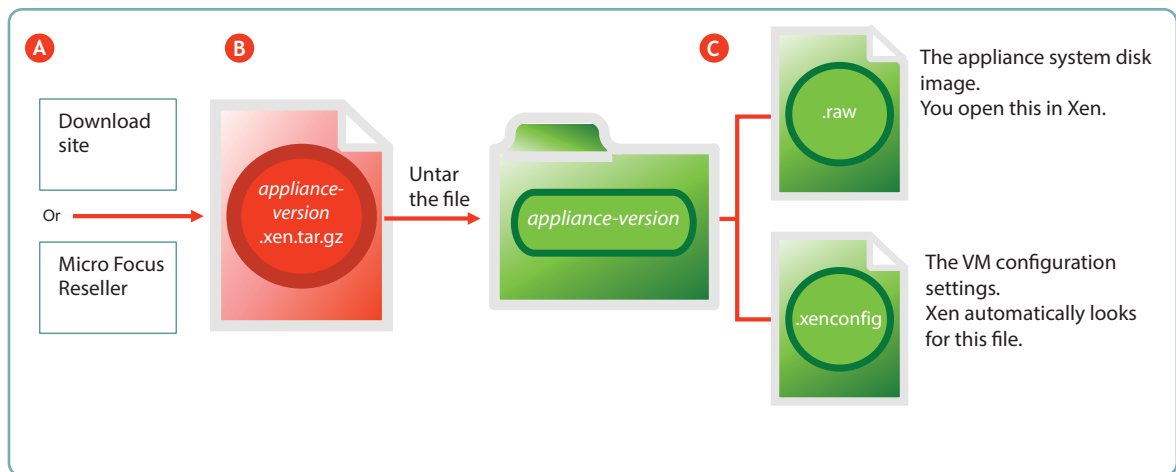 A
B
C
Download
site
Or
Micro Focus
Reseller
appliance-
version
.xen.tar.gz
Untar
the file
appliance-version
.raw
The appliance system disk
image.
You open this in Xen.
.xenconfig
The VM configuration
settings.
Xen automatically looks
for this file.